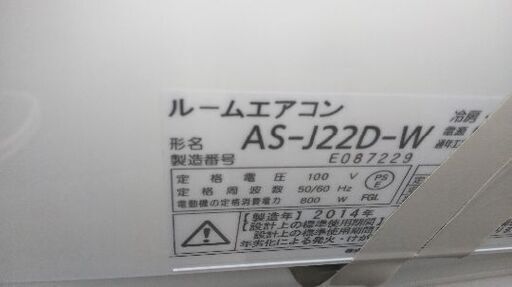 ルームエアコン
形名 AS-J22D-W
製造番号 E087229
定格電圧 100 V
定格周波数 50/60 Hz
電動機の定格消費電力 800 W FGL
PS E
冷房
電源
【製造年】2014年
【設計上の標準使用期間】
設計上の標準使用期間
年劣化による発火・けが